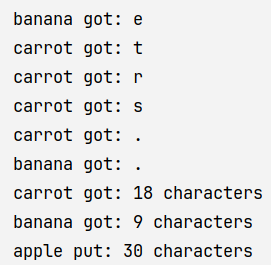 banana got: e
carrot got: t
carrot got: r
carrot got: s
carrot got: .
banana got: .
carrot got: 18 characters
banana got: 9 characters
apple put: 30 characters